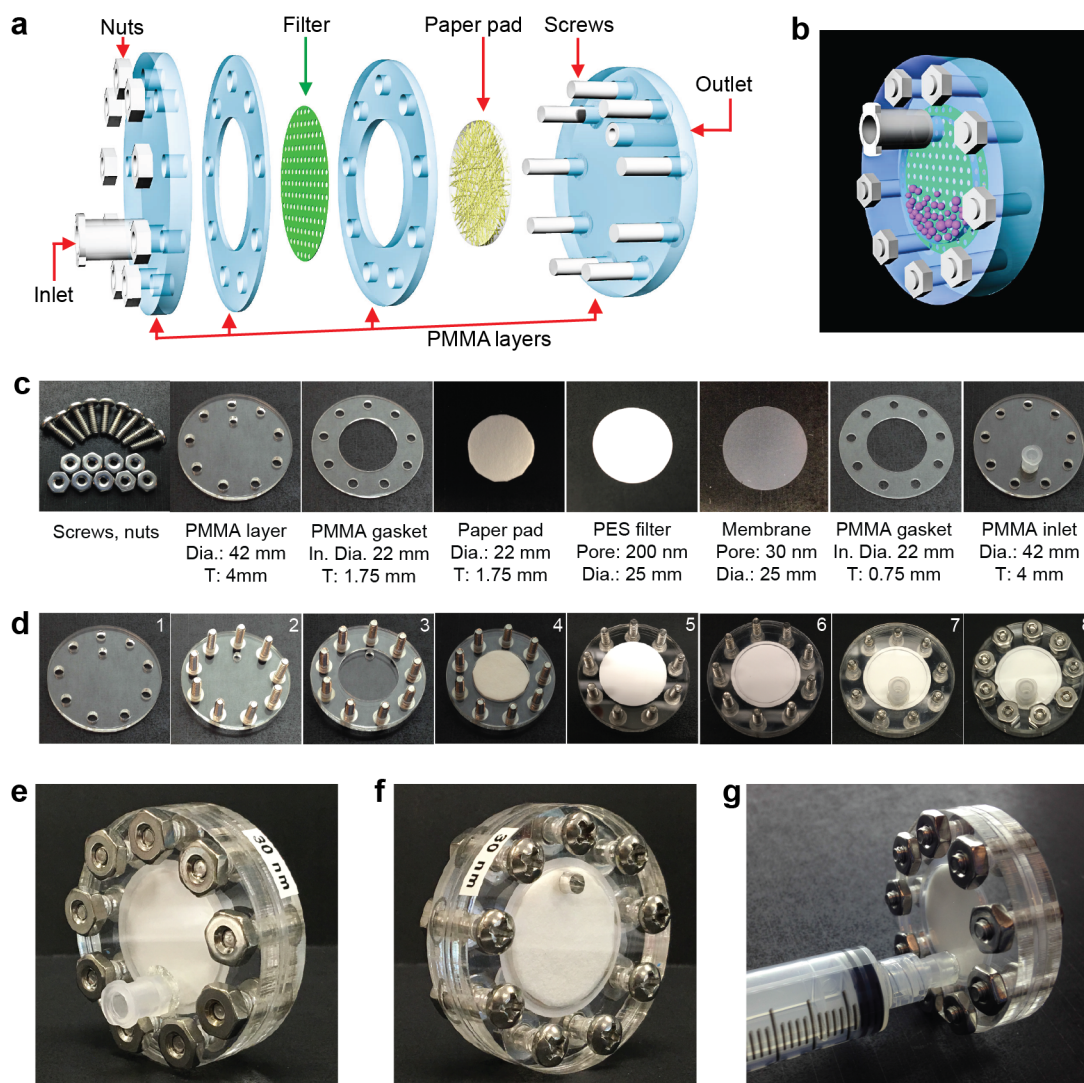 a
Nuts
Filter
Paper pad
Screws
Outlet
Inlet
PMMA layers
b
c
Screws, nuts
PMMA layer
Dia.: 42 mm
T: 4mm
PMMA gasket
In. Dia. 22 mm
T: 1.75 mm
Paper pad
Dia.: 22 mm
T: 1.75 mm
PES filter
Pore: 200 nm
Dia.: 25 mm
Membrane
Pore: 30 nm
Dia.: 25 mm
PMMA gasket
In. Dia. 22 mm
T: 0.75 mm
PMMA inlet
Dia.: 42 mm
T: 4 mm
d
1
2
3
4
5
6
7
8
e
30 nm
f
30 nm
g